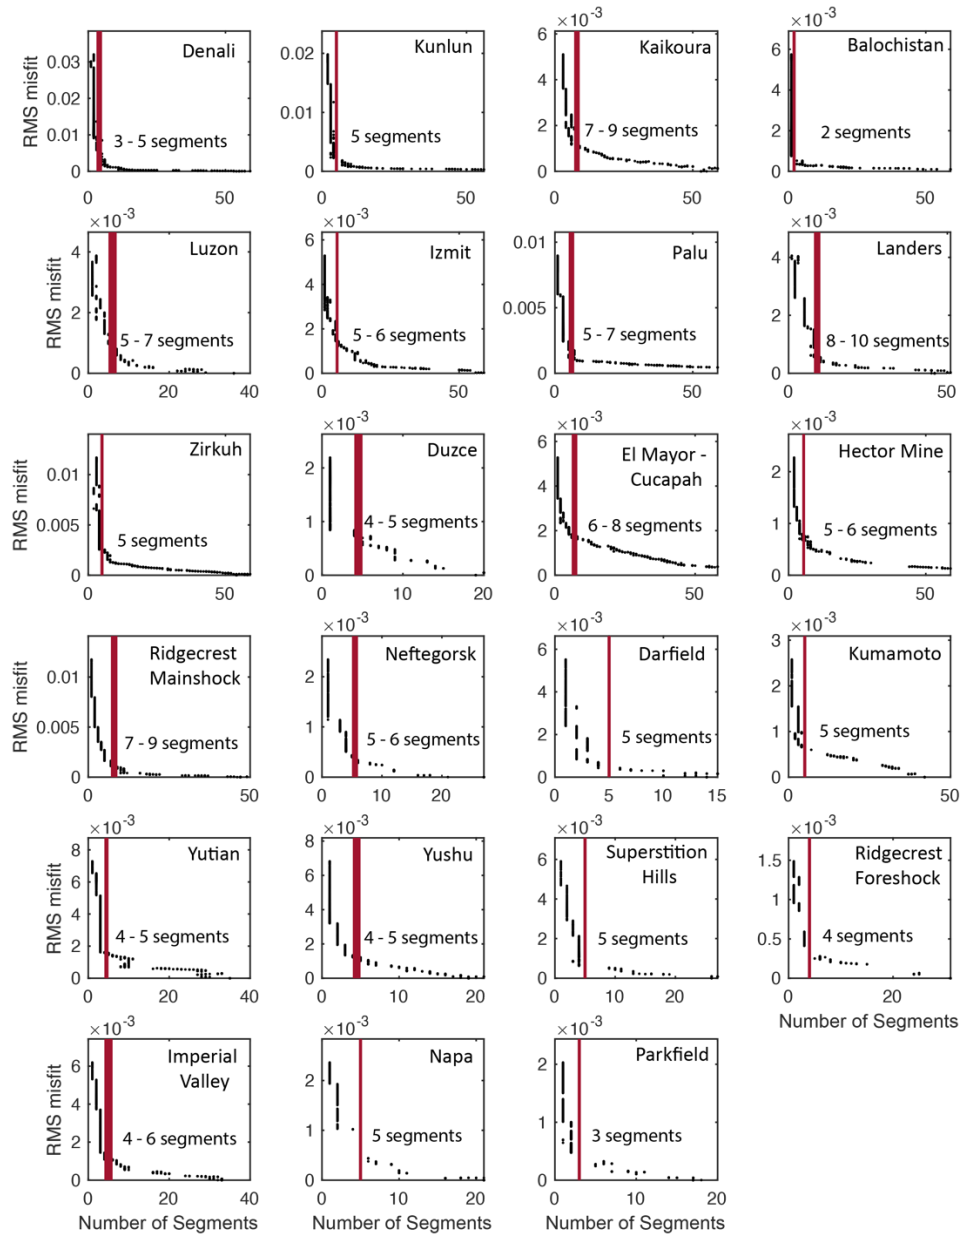 Denali
RMS misfit
0.03
0.02
0.01
0
3 - 5 segments
0
50
Kunlun
0.02
0.01
0
5 segments
0
50
×10-3
Kaikoura
6
4
2
0
7 - 9 segments
0
50
×10-3
Balochistan
6
4
2
0
2 segments
0
50
×10-3
Luzon
RMS misfit
4
2
0
5 - 7 segments
0
20
40
×10-3
Izmit
6
4
2
0
5 - 6 segments
0
50
Palu
0.01
0.005
0
5 - 7 segments
0
50
×10-3
Landers
4
2
0
8 - 10 segments
0
50
Zirkuh
RMS misfit
0.01
0.005
0
5 segments
0
50
×10-3
Duzce
2
1
0
4 - 5 segments
0
10
20
×10-3
El Mayor -
Cucapah
6
4
2
0
6 - 8 segments
0
50
×10-3
Hector Mine
2
1
0
5 - 6 segments
0
50
Ridgecrest
Mainshock
RMS misfit
0.01
0.005
0
7 - 9 segments
0
50
×10-3
Neftegorsk
2
1
0
5 - 6 segments
0
10
20
×10-3
Darfield
6
4
2
0
5 segments
0
5
10
15
×10-3
Kumamoto
3
2
1
0
5 segments
0
50
×10-3
Yutian
RMS misfit
8
6
4
2
0
4 - 5 segments
0
20
40
×10-3
Yushu
8
6
4
2
0
4 - 5 segments
0
10
20
×10-3
Superstition
Hills
6
4
2
0
5 segments
0
10
20
×10-3
Ridgecrest
Foreshock
1.5
1
0.5
0
4 segments
0
10
20
30
Number of Segments
×10-3
Imperial
Valley
RMS misfit
6
4
2
0
4 - 6 segments
0
20
40
Number of Segments
×10-3
Napa
2
1
0
5 segments
0
10
20
Number of Segments
×10-3
Parkfield
2
1
0
3 segments
0
10
20
Number of Segments